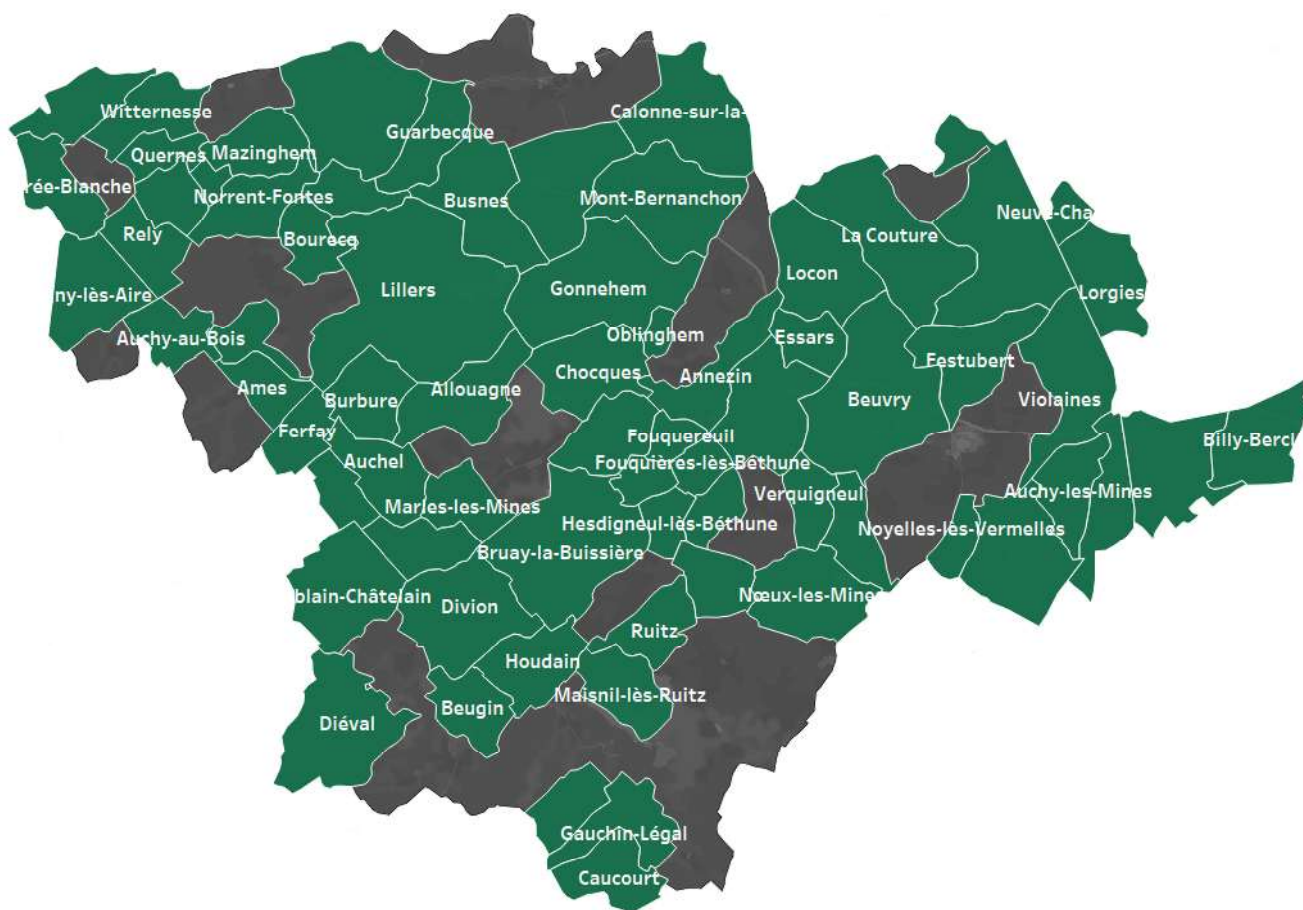 Witternesse
Calonne-sur-la-
Guarbecque
Quernes
Mazinghem
rée-Blanche
Norrent-Fontes
Busnes
Mont-Bernanchon
Neuve-Cha
Rely
Bourecq
La Couture
Locon
ny-lès-Aire
Lillers
Gonnehem
Lorgies
Auchy-au-Bois
Oblinghem
Essars
Festubert
Ames
Allouagne
Chocques
Annezin
Burbure
Beuvry
Violaines
Ferfay
Fouquereuil
Billy-Bercl
Auchel
Fouquières-lès-Béthune
Marles-les-Mines
Verquigneul
Auchy-les-Mines
Hesdigneul-lès-Béthune
Noyelles-lès-Vermelles
Bruay-la-Buissière
blain-Châtelain
Divion
Nœux-les-Mines
Ruitz
Houdain
Maisnil-lès-Ruitz
Beugin
Diéval
Gauchin-Légal
Caucourt